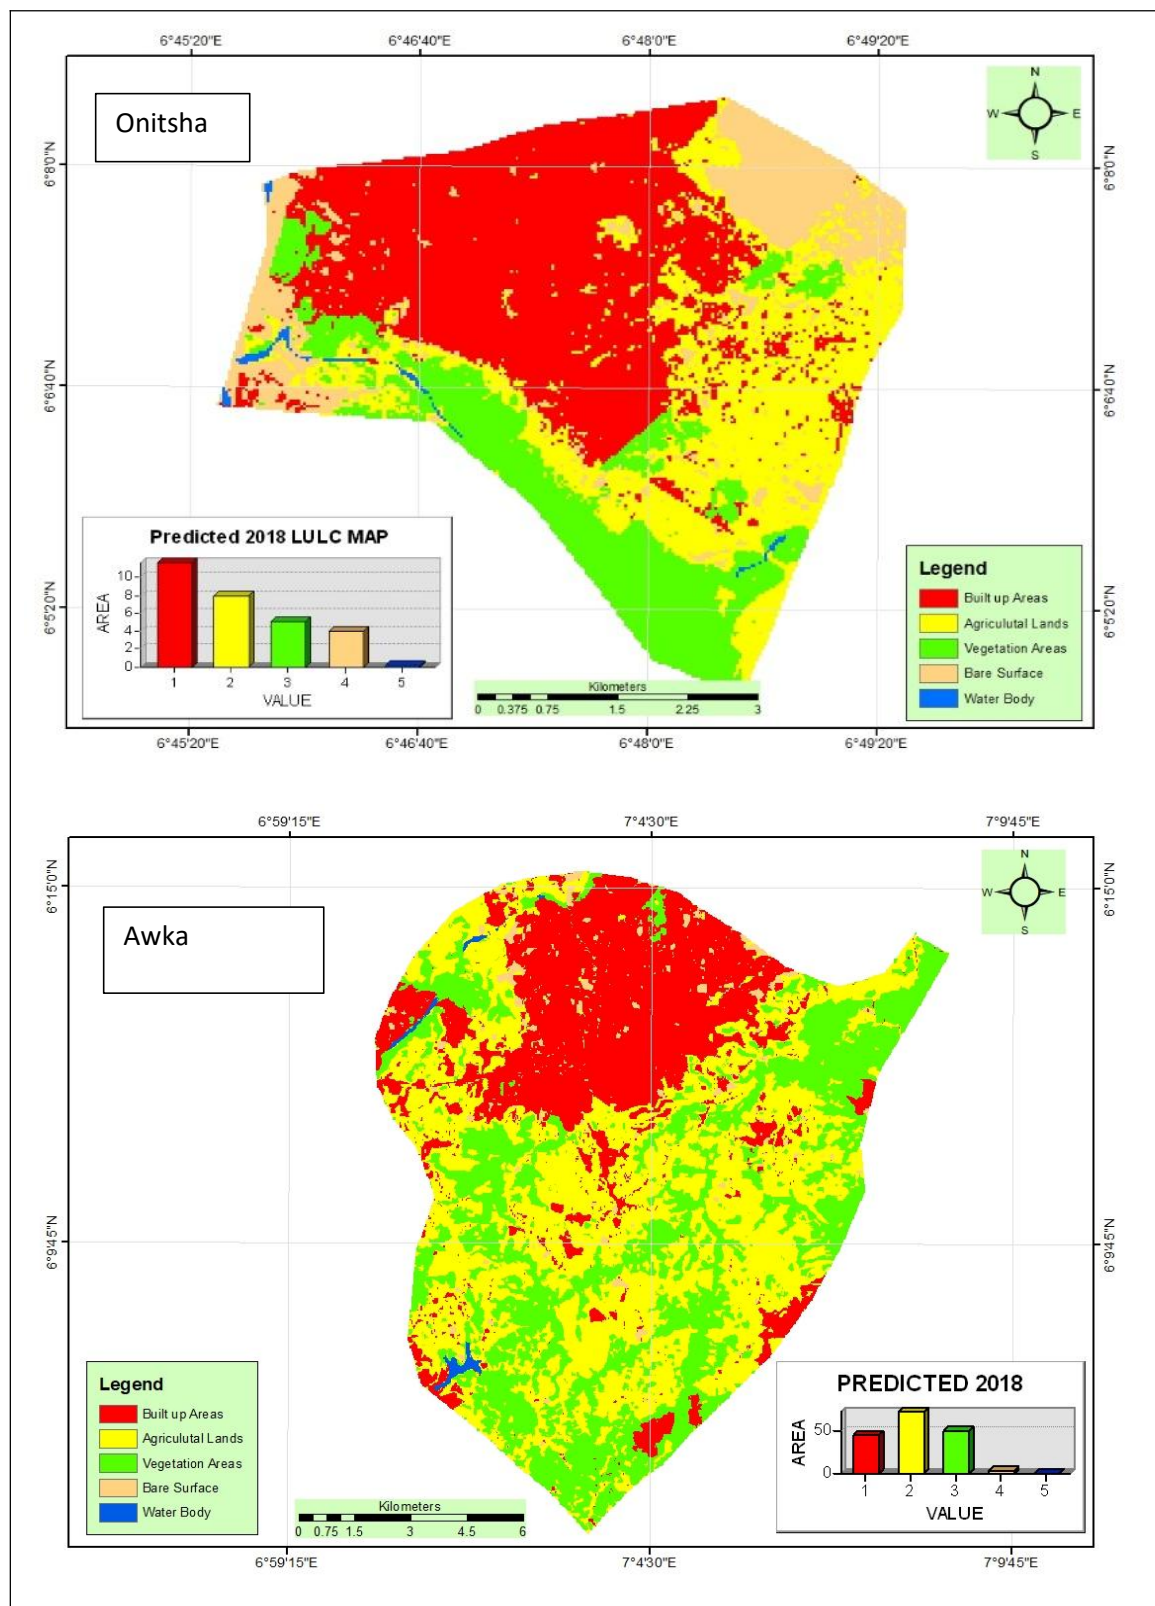 6°45'20"E 6°46'40"E 6°48'0"E 6°49'20"E
Onitsha
N
W E
S
6°8'0"N 6°8'0"N
6°6'40"N 6°6'40"N
6°5'20"N 6°5'20"N
Predicted 2018 LULC MAP
AREA
10
8
6
4
2
0
1 2 3 4 5
VALUE
Kilometers
0 0.375 0.75 1.5 2.25 3
Legend
Built up Areas
Agriculutal Lands
Vegetation Areas
Bare Surface
Water Body
6°45'20"E 6°46'40"E 6°48'0"E 6°49'20"E
6°59'15"E 7°4'30"E 7°9'45"E
Awka
N
W E
S
6°15'0"N 6°15'0"N
6°9'45"N 6°9'45"N
Legend
Built up Areas
Agriculutal Lands
Vegetation Areas
Bare Surface
Water Body
Kilometers
0 0.75 1.5 3 4.5 6
PREDICTED 2018
AREA
50
0
1 2 3 4 5
VALUE
6°59'15"E 7°4'30"E 7°9'45"E